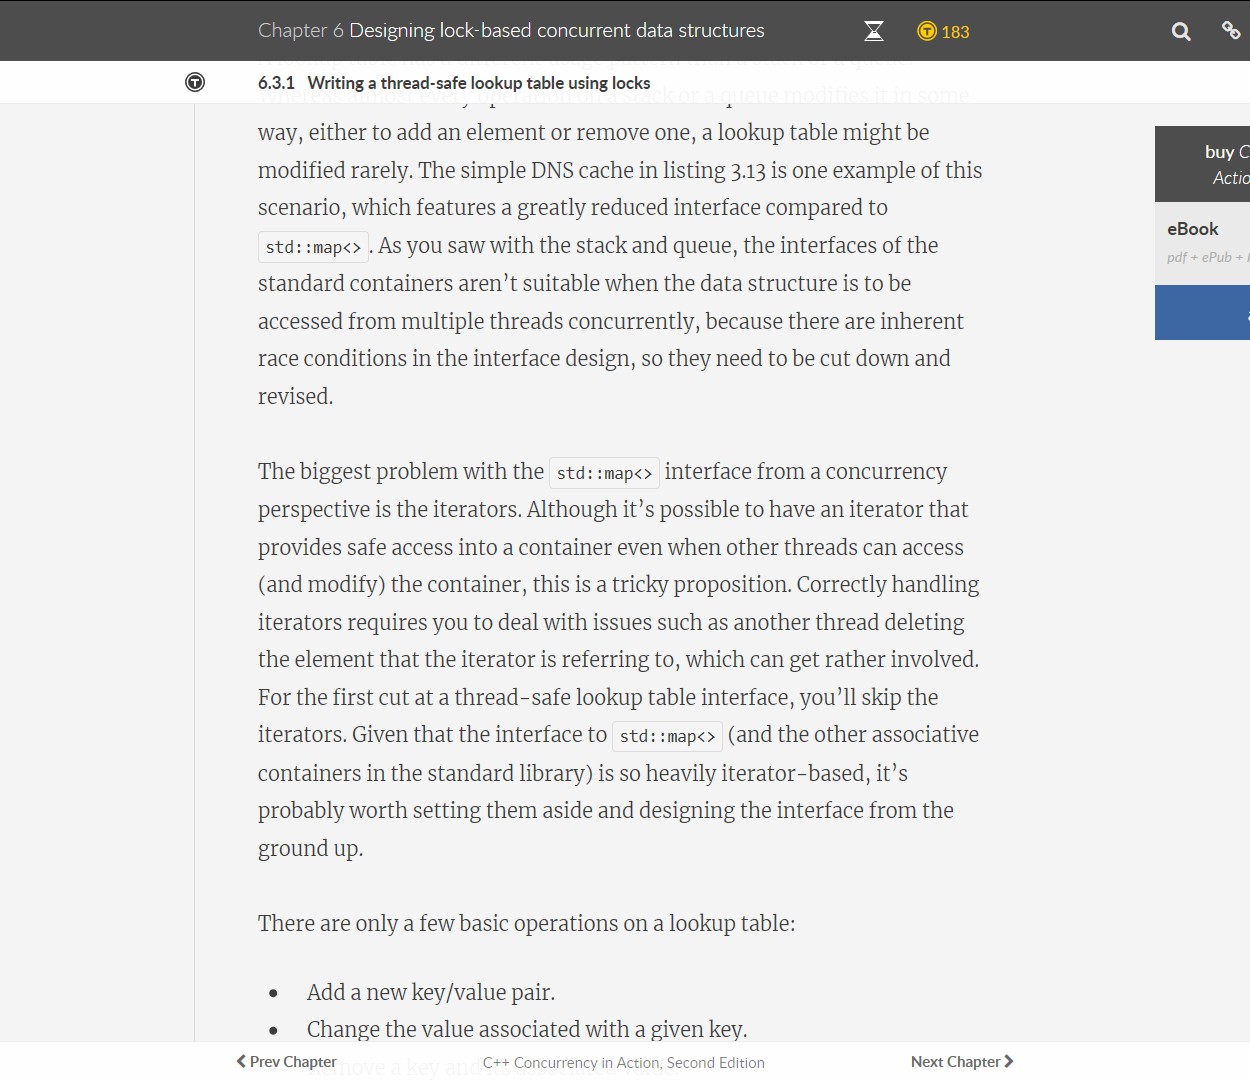 Chapter 6 Designing lock-based concurrent data structures
183
6.3.1 Writing a thread-safe lookup table using locks
Whereas almost every operation on a stack or a queue modifies it in some
way, either to add an element or remove one, a lookup table might be
modified rarely. The simple DNS cache in listing 3.13 is one example of this
scenario, which features a greatly reduced interface compared to
std::map<> . As you saw with the stack and queue, the interfaces of the
standard containers aren’t suitable when the data structure is to be
accessed from multiple threads concurrently, because there are inherent
race conditions in the interface design, so they need to be cut down and
revised.
The biggest problem with the std::map<> interface from a concurrency
perspective is the iterators. Although it’s possible to have an iterator that
provides safe access into a container even when other threads can access
(and modify) the container, this is a tricky proposition. Correctly handling
iterators requires you to deal with issues such as another thread deleting
the element that the iterator is referring to, which can get rather involved.
For the first cut at a thread-safe lookup table interface, you’ll skip the
iterators. Given that the interface to std::map<> (and the other associative
containers in the standard library) is so heavily iterator-based, it’s
probably worth setting them aside and designing the interface from the
ground up.
There are only a few basic operations on a lookup table:
• Add a new key/value pair.
• Change the value associated with a given key.
buy C
Actio
eBook
pdf + ePub +
Prev Chapter
C++ Concurrency in Action, Second Edition
Next Chapter